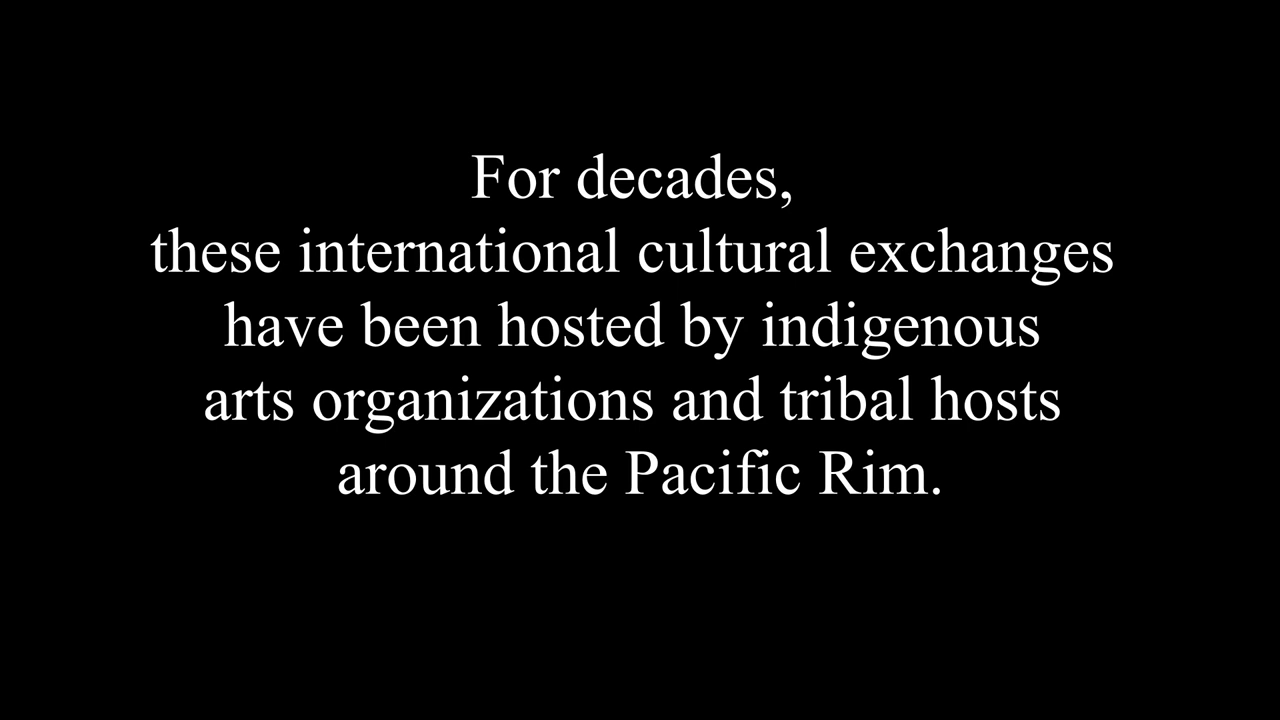 For decades,
these international cultural exchanges
have been hosted by indigenous
arts organizations and tribal hosts
around the Pacific Rim.